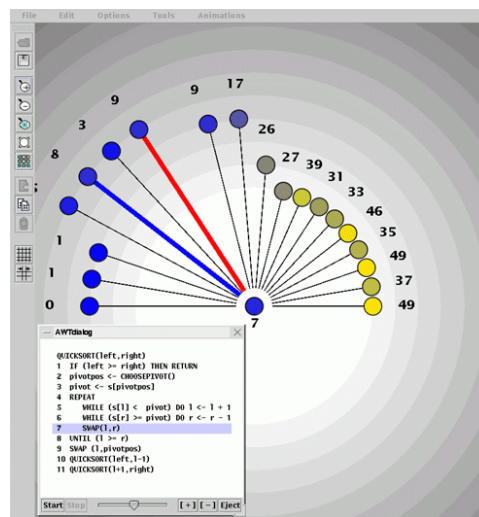 File Edit Options Tools Animations
9
9
17
3
26
8
27
39
31
33
46
1
35
49
1
37
0
49
7
AWTdialog
QUICKSORT(left,right)
1 IF (left >= right) THEN RETURN
2 pivotpos <- CHOOSEPIVOT()
3 pivot <- s[pivotpos]
4 REPEAT
5 WHILE (s[l] < pivot) DO l <- l + 1
6 WHILE (s[r] >= pivot) DO r <- r - 1
7 SWAP(l,r)
8 UNTIL (l >= r)
9 SWAP (l,pivotpos)
10 QUICKSORT(left,l-1)
11 QUICKSORT(l+1,right)
Start Stop [+] [-] Eject